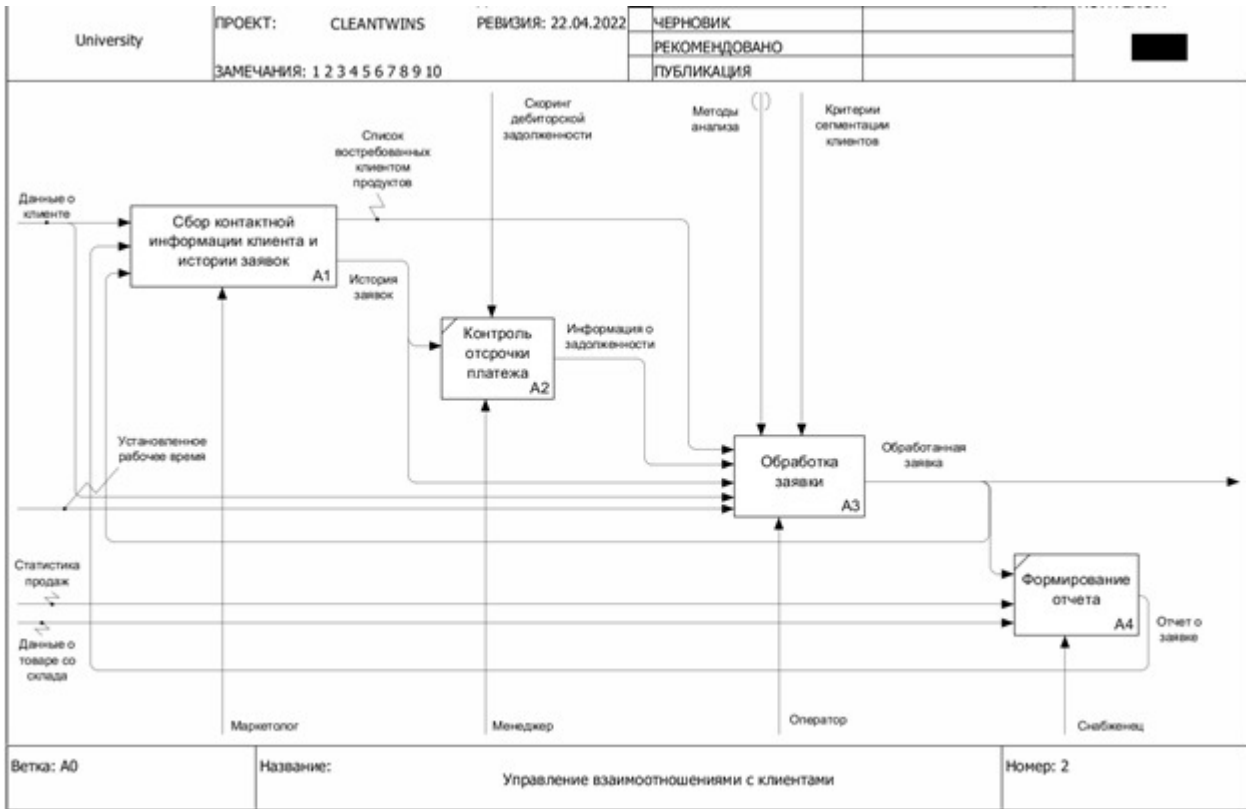 University
ПРОЕКТ: CLEANTWINS
РЕВИЗИЯ: 22.04.2022
ЗАМЕЧАНИЯ: 1 2 3 4 5 6 7 8 9 10
ЧЕРНОВИК
РЕКОМЕНДОВАНО
ПУБЛИКАЦИЯ
Скоринг
дебиторской
задолженности
Методы
анализа
Критерии
сегментации
клиентов
Список
востребованных
клиентом
продуктов
Данные о
клиенте
Сбор контактной
информации клиента и
истории заявок
A1
История
заявок
Контроль
отсрочки
платежа
A2
Информация о
задолженности
Установленное
рабочее время
Обработка
заявки
A3
Обработанная
заявка
Статистика
продаж
Формирование
отчета
A4
Данные о
товаре со
склада
Отчет о
заявке
Маркетолог
Менеджер
Оператор
Снабженец
Ветка: A0
Название:
Управление взаимоотношениями с клиентами
Номер: 2